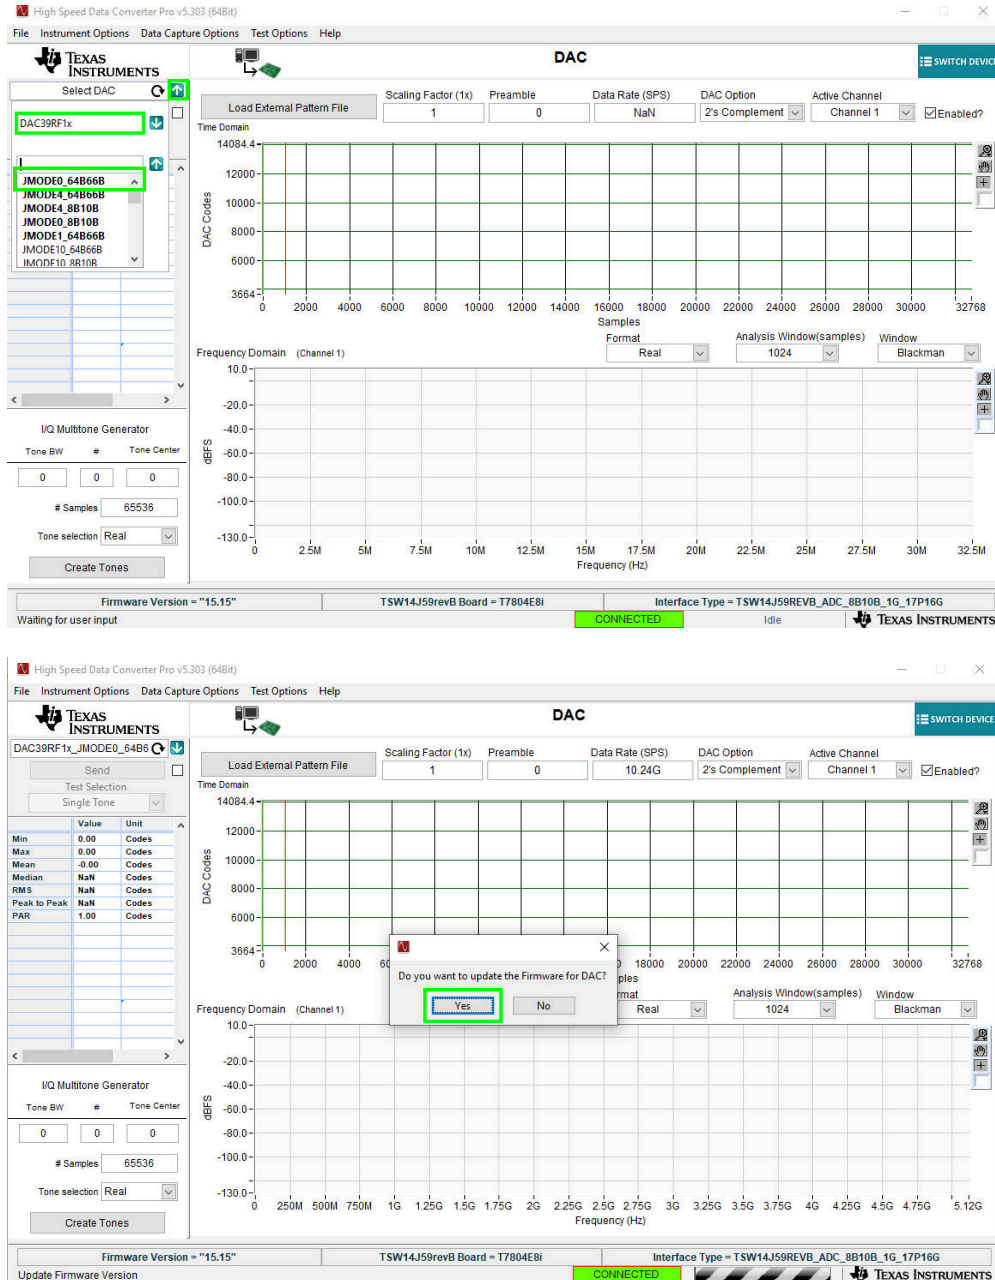 High Speed Data Converter Pro v5.303 (64Bit)
File Instrument Options Data Capture Options Test Options Help
TEXAS INSTRUMENTS
DAC
SWITCH DEVICE
Select DAC
DAC39RF1x
JMODE0_64B66B
JMODE4_64B66B
JMODE4_8B10B
JMODE0_8B10B
JMODE1_64B66B
JMODE10_64B66B
JMODE10_8B10B
Load External Pattern File
Scaling Factor (1x) Preamble Data Rate (SPS) DAC Option Active Channel
1 0 NaN 2's Complement Channel 1 Enabled?
Time Domain
DAC Codes
14084.4
12000
10000
8000
6000
3664
0 2000 4000 6000 8000 10000 12000 14000 16000 18000 20000 22000 24000 26000 28000 30000 32768
Samples
Format Analysis Window(samples) Window
Frequency Domain (Channel 1) Real 1024 Blackman
dBFS
10.0
-20.0
-40.0
-60.0
-80.0
-100.0
-130.0
0 2.5M 5M 7.5M 10M 12.5M 15M 17.5M 20M 22.5M 25M 27.5M 30M 32.5M
Frequency (Hz)
I/Q Multitone Generator
Tone BW # Tone Center
0 0 0
# Samples 65536
Tone selection Real
Create Tones
Firmware Version = "15.15" TSW14J59revB Board = T7804E8i Interface Type = TSW14J59REVB_ADC_8B10B_1G_17P16G
Waiting for user input CONNECTED Idle TEXAS INSTRUMENTS
High Speed Data Converter Pro v5.303 (64Bit)
File Instrument Options Data Capture Options Test Options Help
TEXAS INSTRUMENTS
DAC
SWITCH DEVICE
DAC39RF1x_JMODE0_64B6
Send
Test Selection
Single Tone
Value Unit
Min 0.00 Codes
Max 0.00 Codes
Mean -0.00 Codes
Median NaN Codes
RMS NaN Codes
Peak to Peak NaN Codes
PAR 1.00 Codes
Load External Pattern File
Scaling Factor (1x) Preamble Data Rate (SPS) DAC Option Active Channel
1 0 10.24G 2's Complement Channel 1 Enabled?
Time Domain
DAC Codes
14084.4
12000
10000
8000
6000
3664
0 2000 4000 60 0 18000 20000 22000 24000 26000 28000 30000 32768
ples
Do you want to update the Firmware for DAC?
Yes No
rmat Analysis Window(samples) Window
Frequency Domain (Channel 1) Real 1024 Blackman
dBFS
10.0
-20.0
-40.0
-60.0
-80.0
-100.0
-130.0
0 250M 500M 750M 1G 1.25G 1.5G 1.75G 2G 2.25G 2.5G 2.75G 3G 3.25G 3.5G 3.75G 4G 4.25G 4.5G 4.75G 5.12G
Frequency (Hz)
I/Q Multitone Generator
Tone BW # Tone Center
0 0 0
# Samples 65536
Tone selection Real
Create Tones
Firmware Version = "15.15" TSW14J59revB Board = T7804E8i Interface Type = TSW14J59REVB_ADC_8B10B_1G_17P16G
Update Firmware Version CONNECTED TEXAS INSTRUMENTS